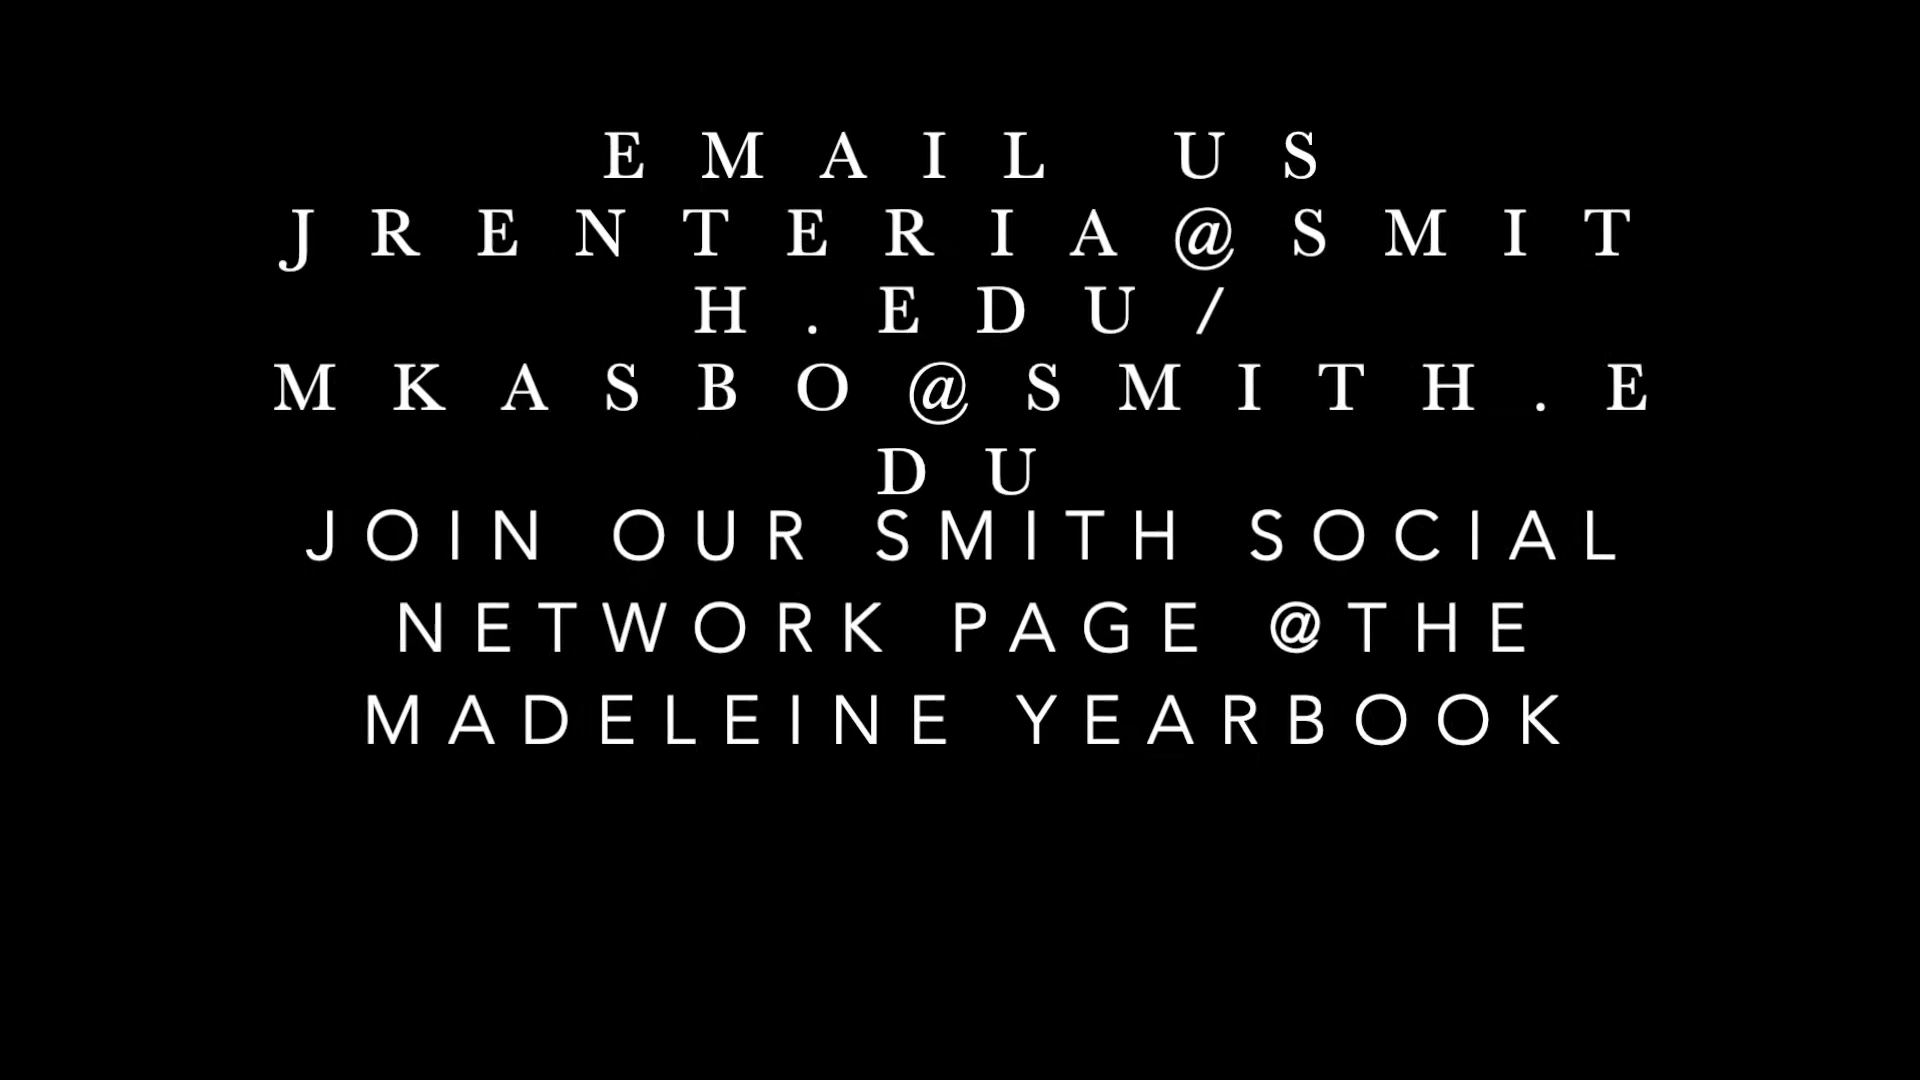 EMAIL US
JRENTERIA@SMIT
H.EDU/
MKASBO@SMITH.E
DU
JOIN OUR SMITH SOCIAL
NETWORK PAGE @THE
MADELEINE YEARBOOK